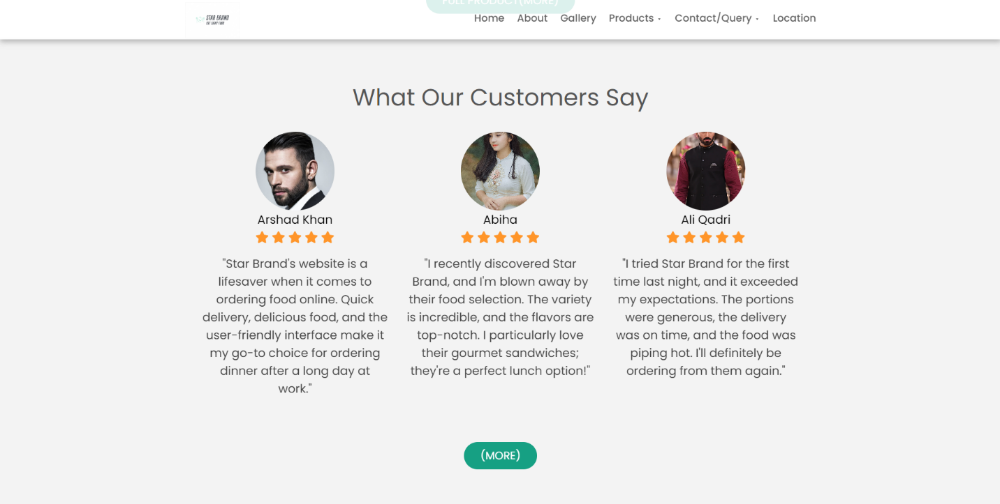 FULL PRODUCT(MORE)
STAR BRAND
Home About Gallery Products Contact/Query Location
What Our Customers Say
Arshad Khan
"Star Brand's website is a
lifesaver when it comes to
ordering food online. Quick
delivery, delicious food, and the
user-friendly interface make it
my go-to choice for ordering
dinner after a long day at
work."
Abiha
"I recently discovered Star
Brand, and I'm blown away by
their food selection. The variety
is incredible, and the flavors are
top-notch. I particularly love
their gourmet sandwiches;
they're a perfect lunch option!"
Ali Qadri
"I tried Star Brand for the first
time last night, and it exceeded
my expectations. The portions
were generous, the delivery
was on time, and the food was
piping hot. I'll definitely be
ordering from them again."
(MORE)